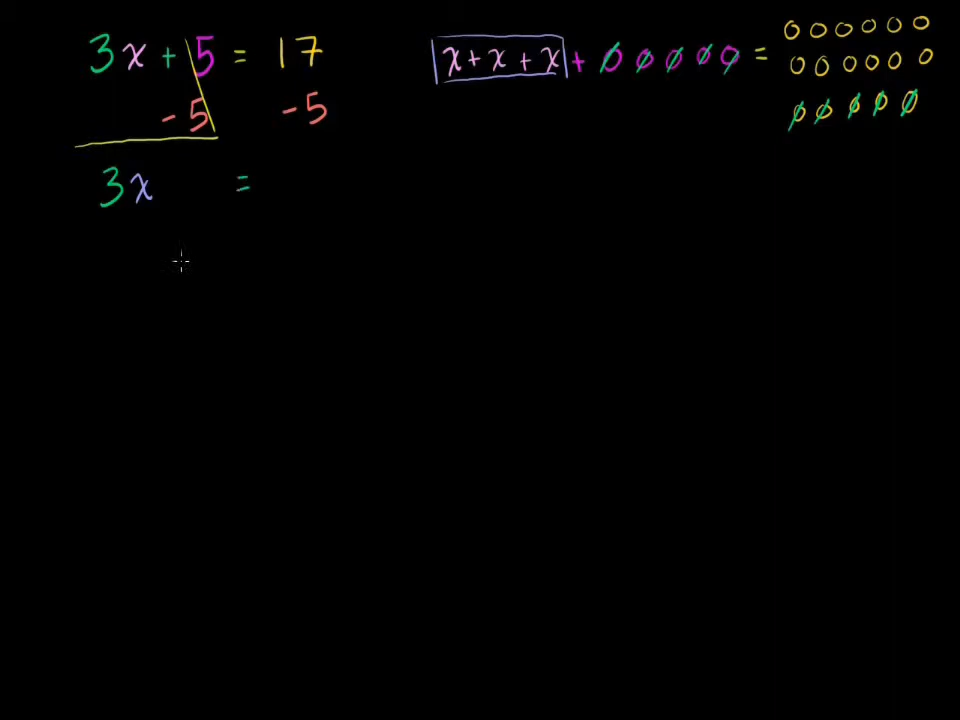 3x + 5 = 17
-5 -5
3x =
x + x + x + 0 0 0 0 0 = 0 0 0 0 0 0
0 0 0 0 0 0
0 0 0 0 0